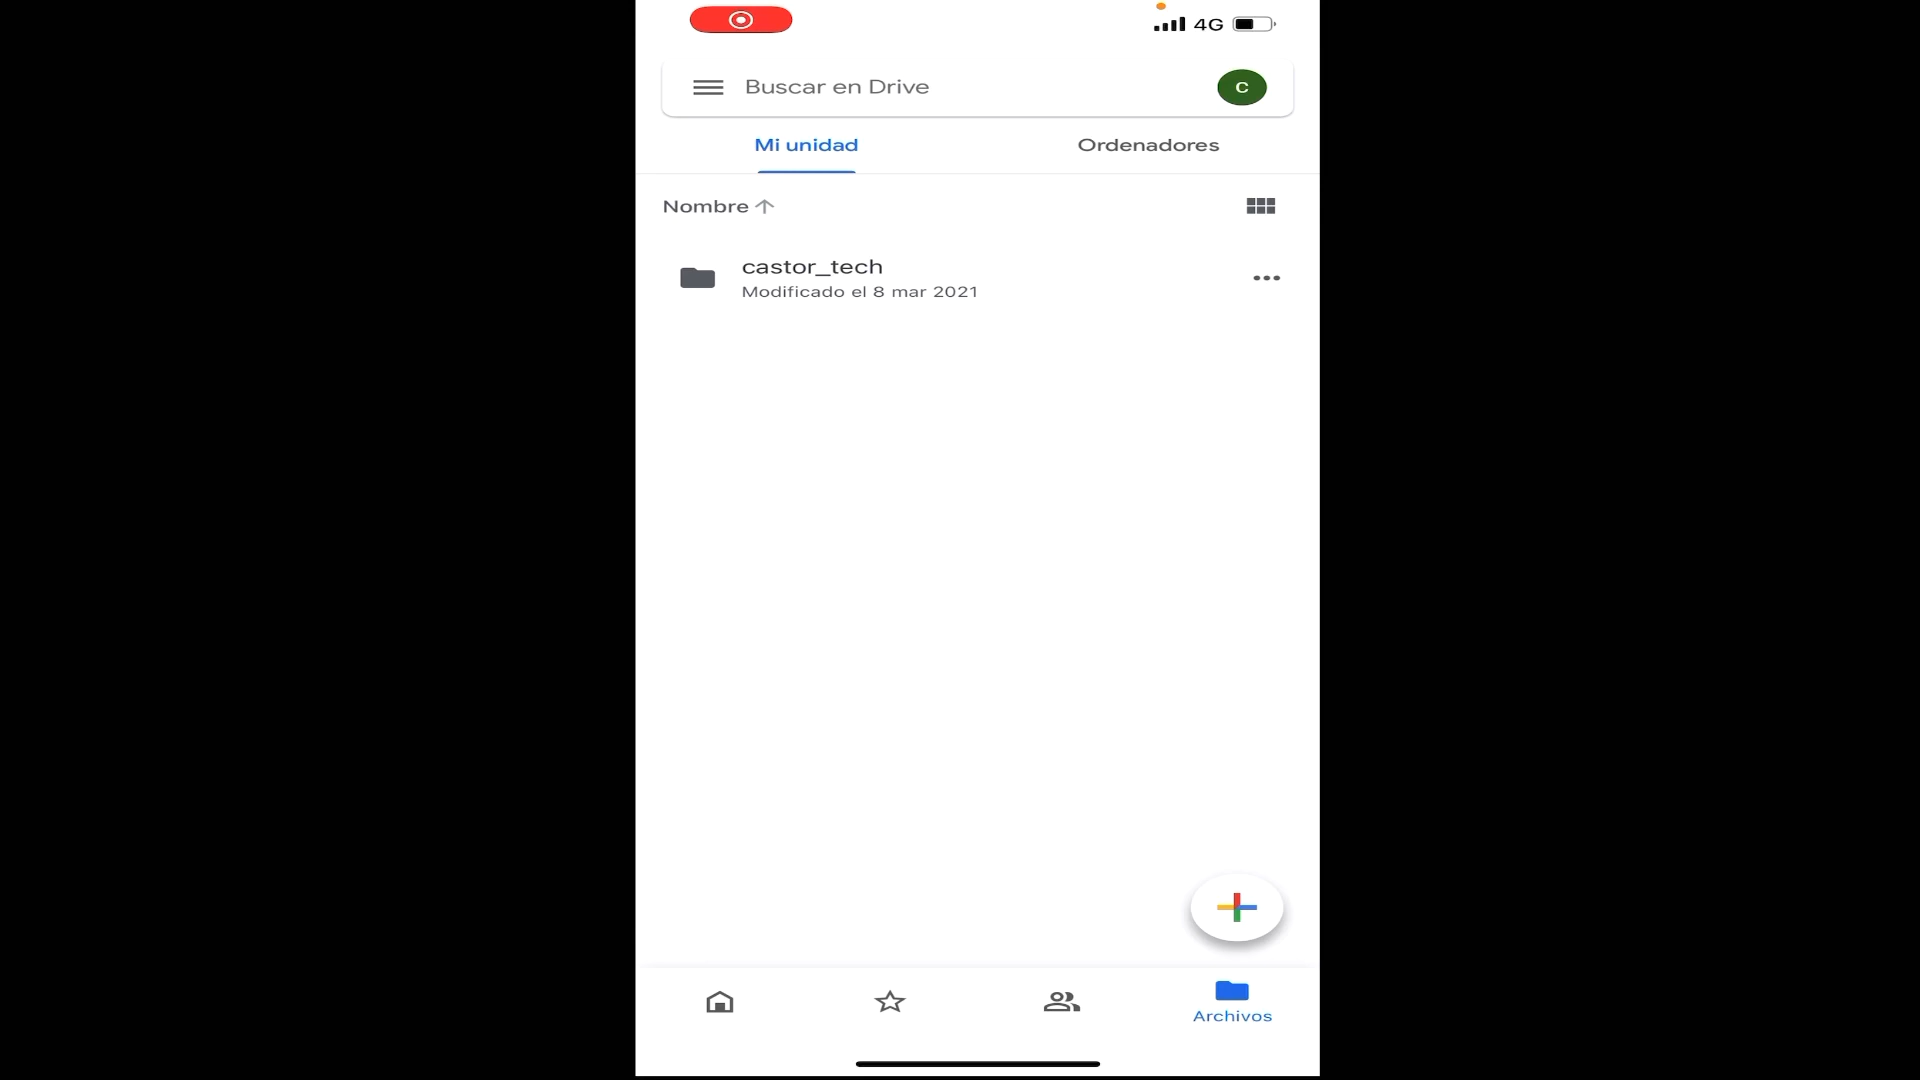 4G
Buscar en Drive
C
Mi unidad
Ordenadores
Nombre
castor_tech
Modificado el 8 mar 2021
Archivos